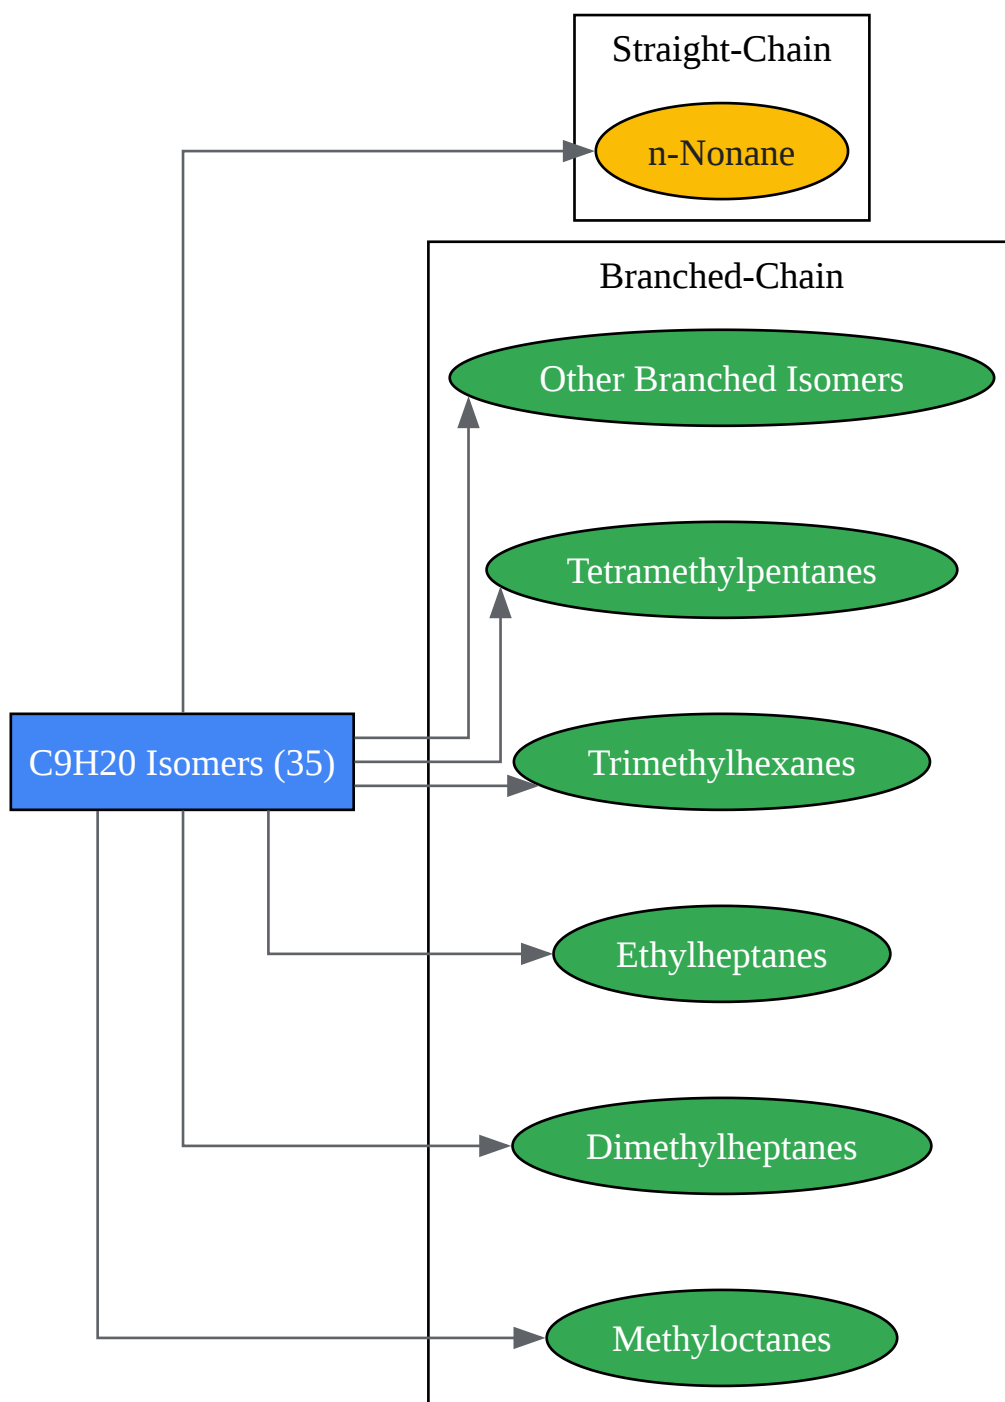 Straight-Chain
n-Nonane
Branched-Chain
Other Branched Isomers
Tetramethylpentanes
C9H20 Isomers (35)
Trimethylhexanes
Ethylheptanes
Dimethylheptanes
Methyloctanes